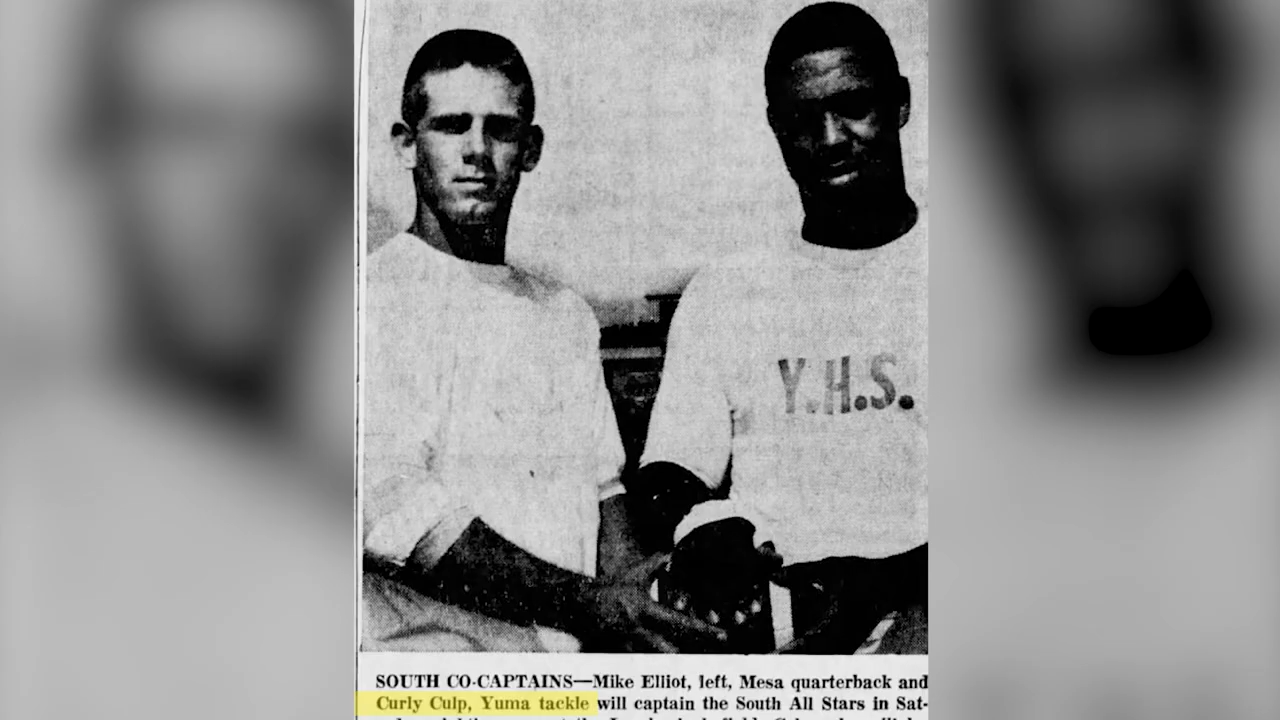 Y.H.S.
SOUTH CO-CAPTAINS—Mike Elliot, left, Mesa quarterback and
Curly Culp, Yuma tackle will captain the South All Stars in Sat-